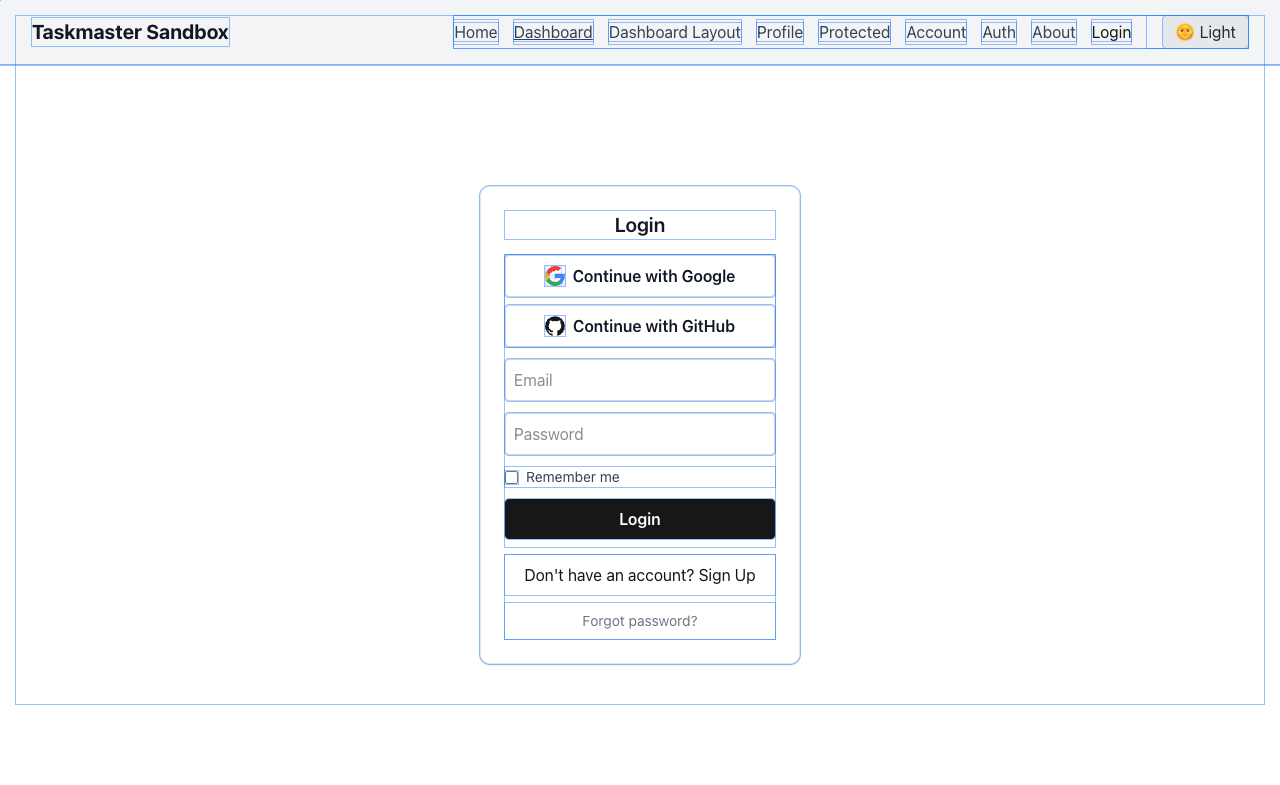 Taskmaster Sandbox Home Dashboard Dashboard Layout Profile Protected Account Auth About Login 🌞 Light
Login
Continue with Google
Continue with GitHub
Email
Password
Remember me
Login
Don't have an account? Sign Up
Forgot password?